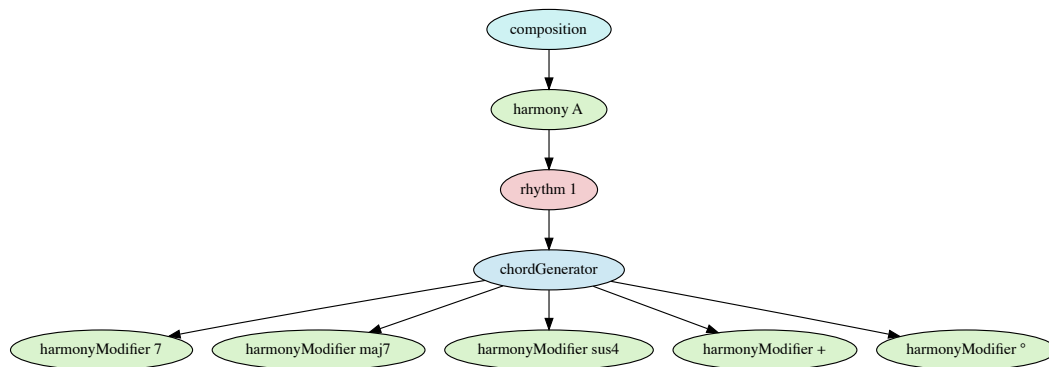 composition
harmony A
rhythm 1
chordGenerator
harmonyModifier 7
harmonyModifier maj7
harmonyModifier sus4
harmonyModifier +
harmonyModifier °